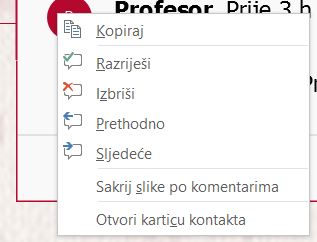 Profesor Prije 3 h
Kopiraj
Razriješi
Izbriši
Prethodno
Sljedeće
Sakrij slike po komentarima
Otvori karticu kontakta